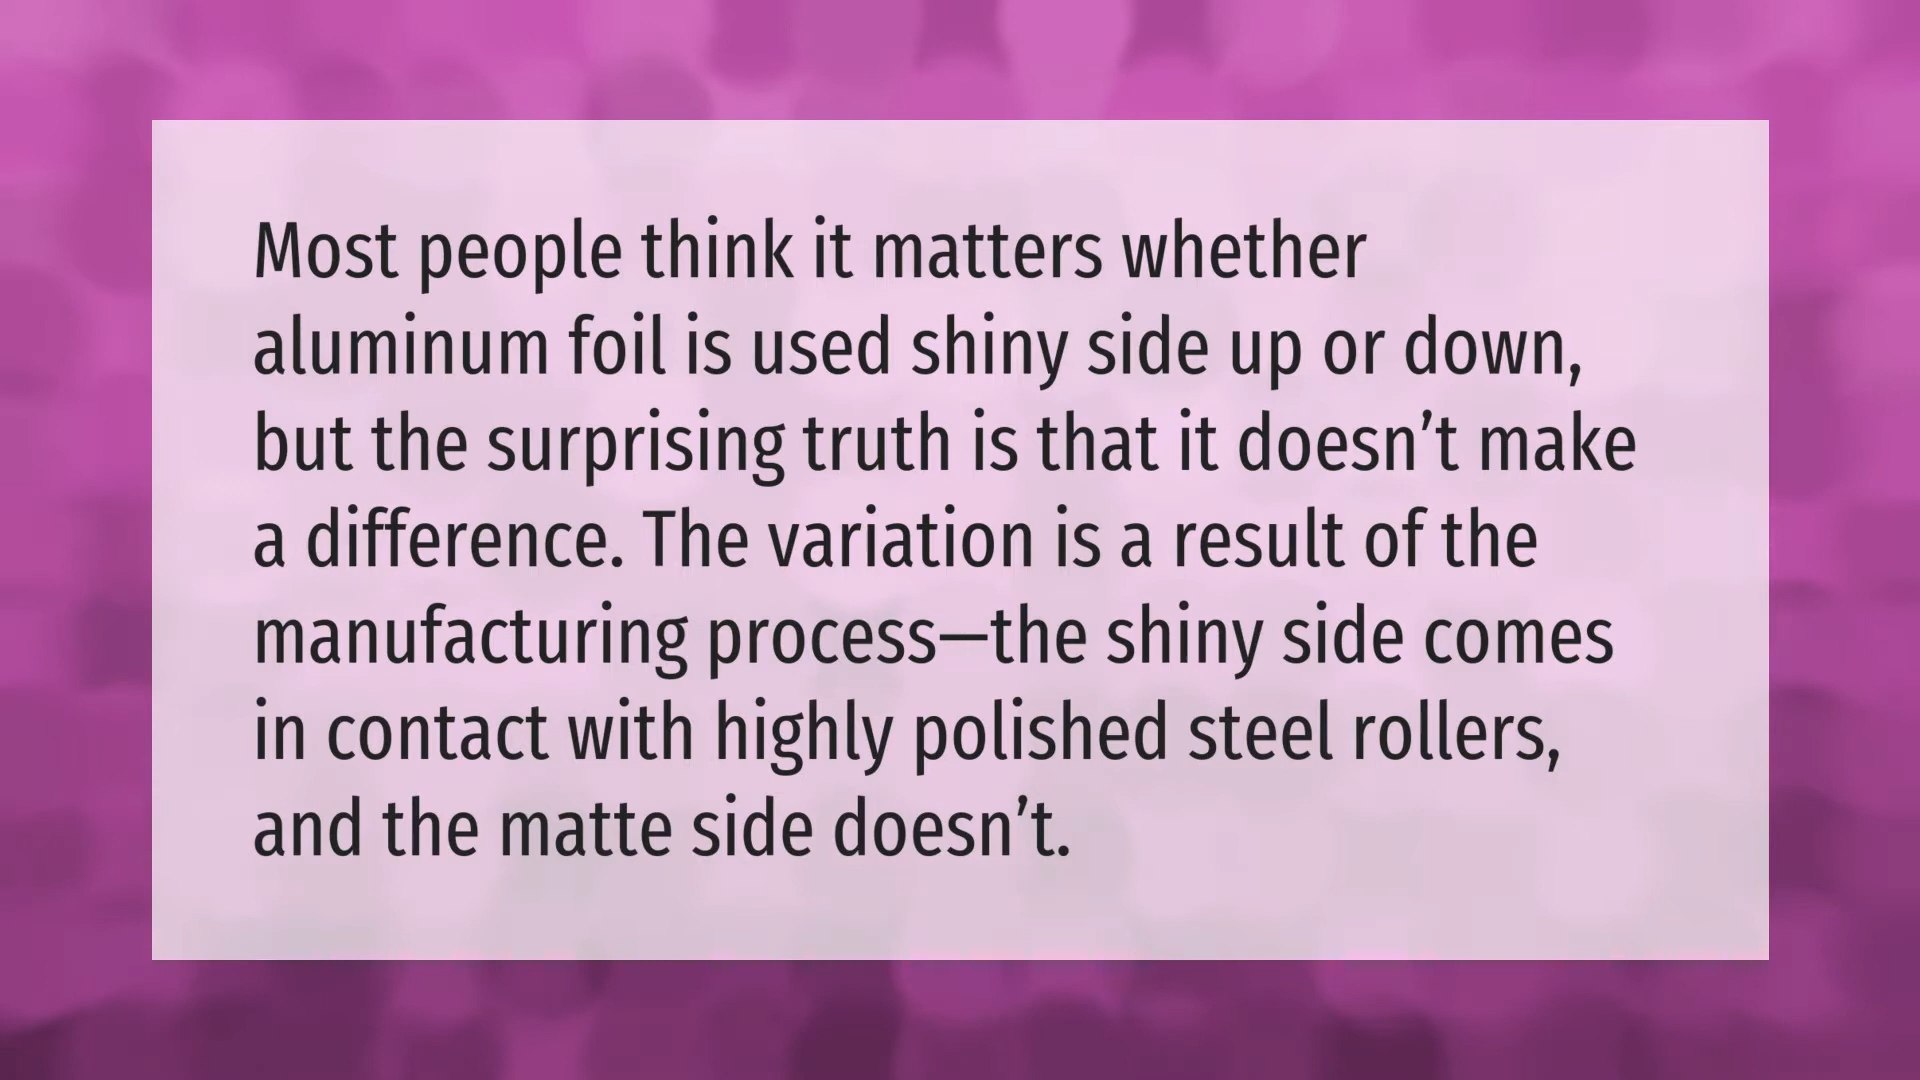 Most people think it matters whether
aluminum foil is used shiny side up or down,
but the surprising truth is that it doesn’t make
a difference. The variation is a result of the
manufacturing process—the shiny side comes
in contact with highly polished steel rollers,
and the matte side doesn’t.